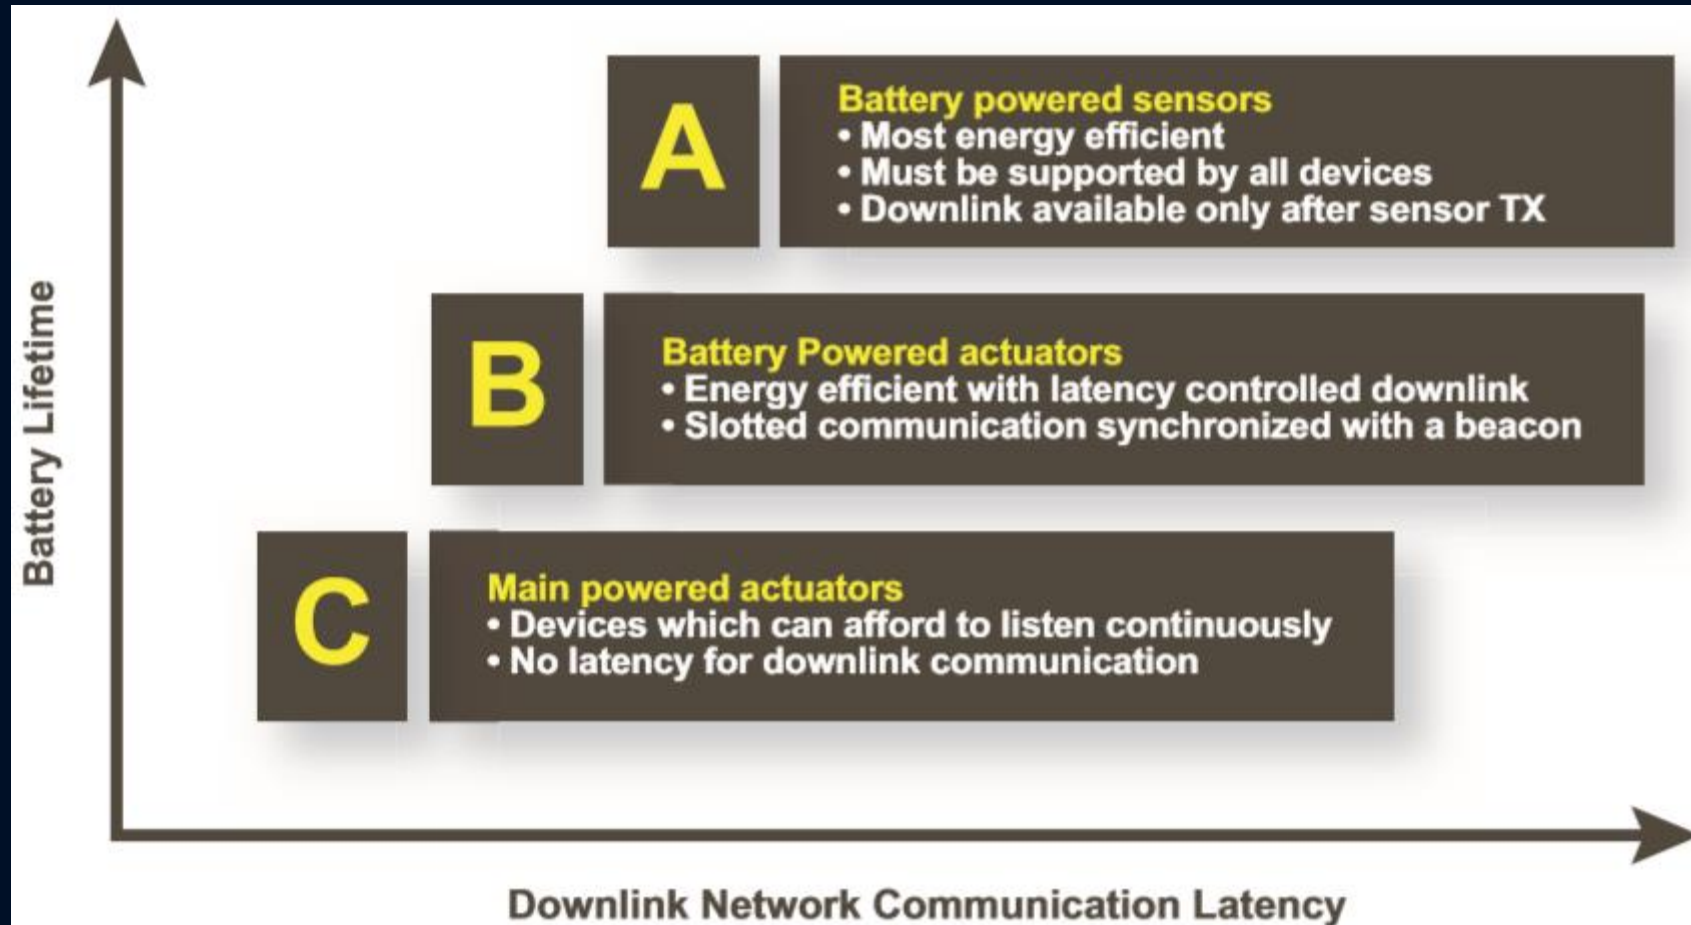 Battery Lifetime
A
Battery powered sensors
• Most energy efficient
• Must be supported by all devices
• Downlink available only after sensor TX
B
Battery Powered actuators
• Energy efficient with latency controlled downlink
• Slotted communication synchronized with a beacon
C
Main powered actuators
• Devices which can afford to listen continuously
• No latency for downlink communication
Downlink Network Communication Latency